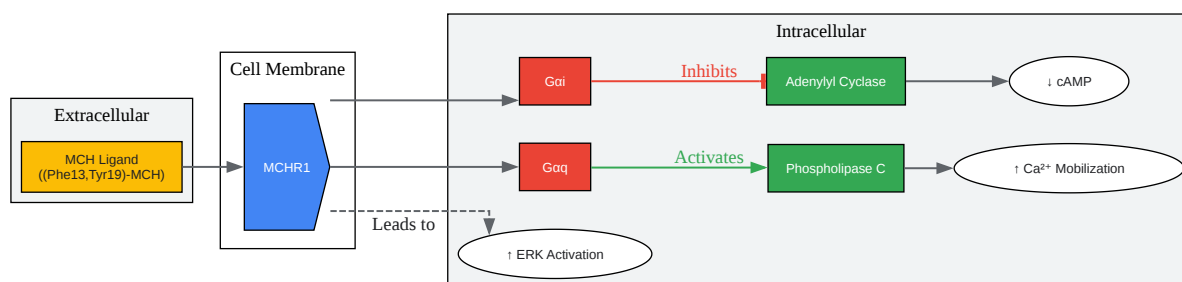 Extracellular
MCH Ligand
((Phe13,Tyr19)-MCH)
Cell Membrane
MCHR1
Leads to
Intracellular
Gαi
Inhibits
Adenylyl Cyclase
↓ cAMP
Gαq
Activates
Phospholipase C
↑ Ca²⁺ Mobilization
↑ ERK Activation